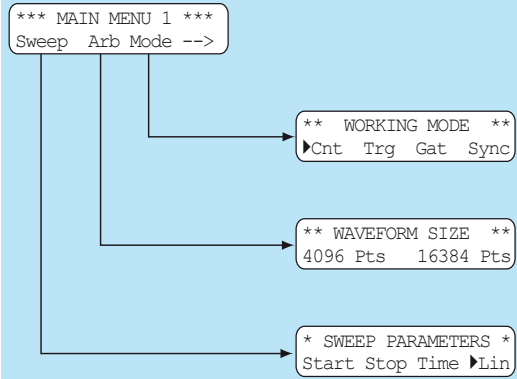 *** MAIN MENU 1 ***
Sweep Arb Mode -->
** WORKING MODE **
▶Cnt Trg Gat Sync
** WAVEFORM SIZE **
4096 Pts 16384 Pts
* SWEEP PARAMETERS *
Start Stop Time ▶Lin